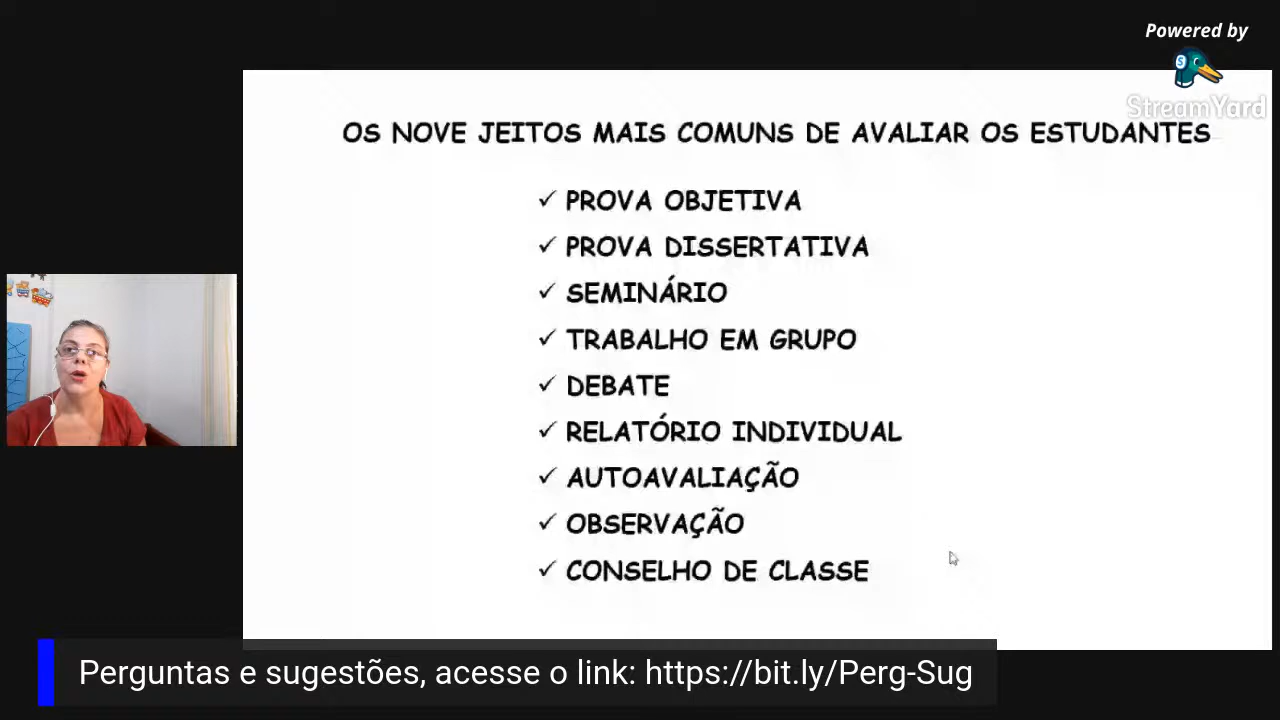 Powered by
StreamYard
OS NOVE JEITOS MAIS COMUNS DE AVALIAR OS ESTUDANTES
✓ PROVA OBJETIVA
✓ PROVA DISSERTATIVA
✓ SEMINÁRIO
✓ TRABALHO EM GRUPO
✓ DEBATE
✓ RELATÓRIO INDIVIDUAL
✓ AUTOAVALIAÇÃO
✓ OBSERVAÇÃO
✓ CONSELHO DE CLASSE
Perguntas e sugestões, acesse o link: https://bit.ly/Perg-Sug